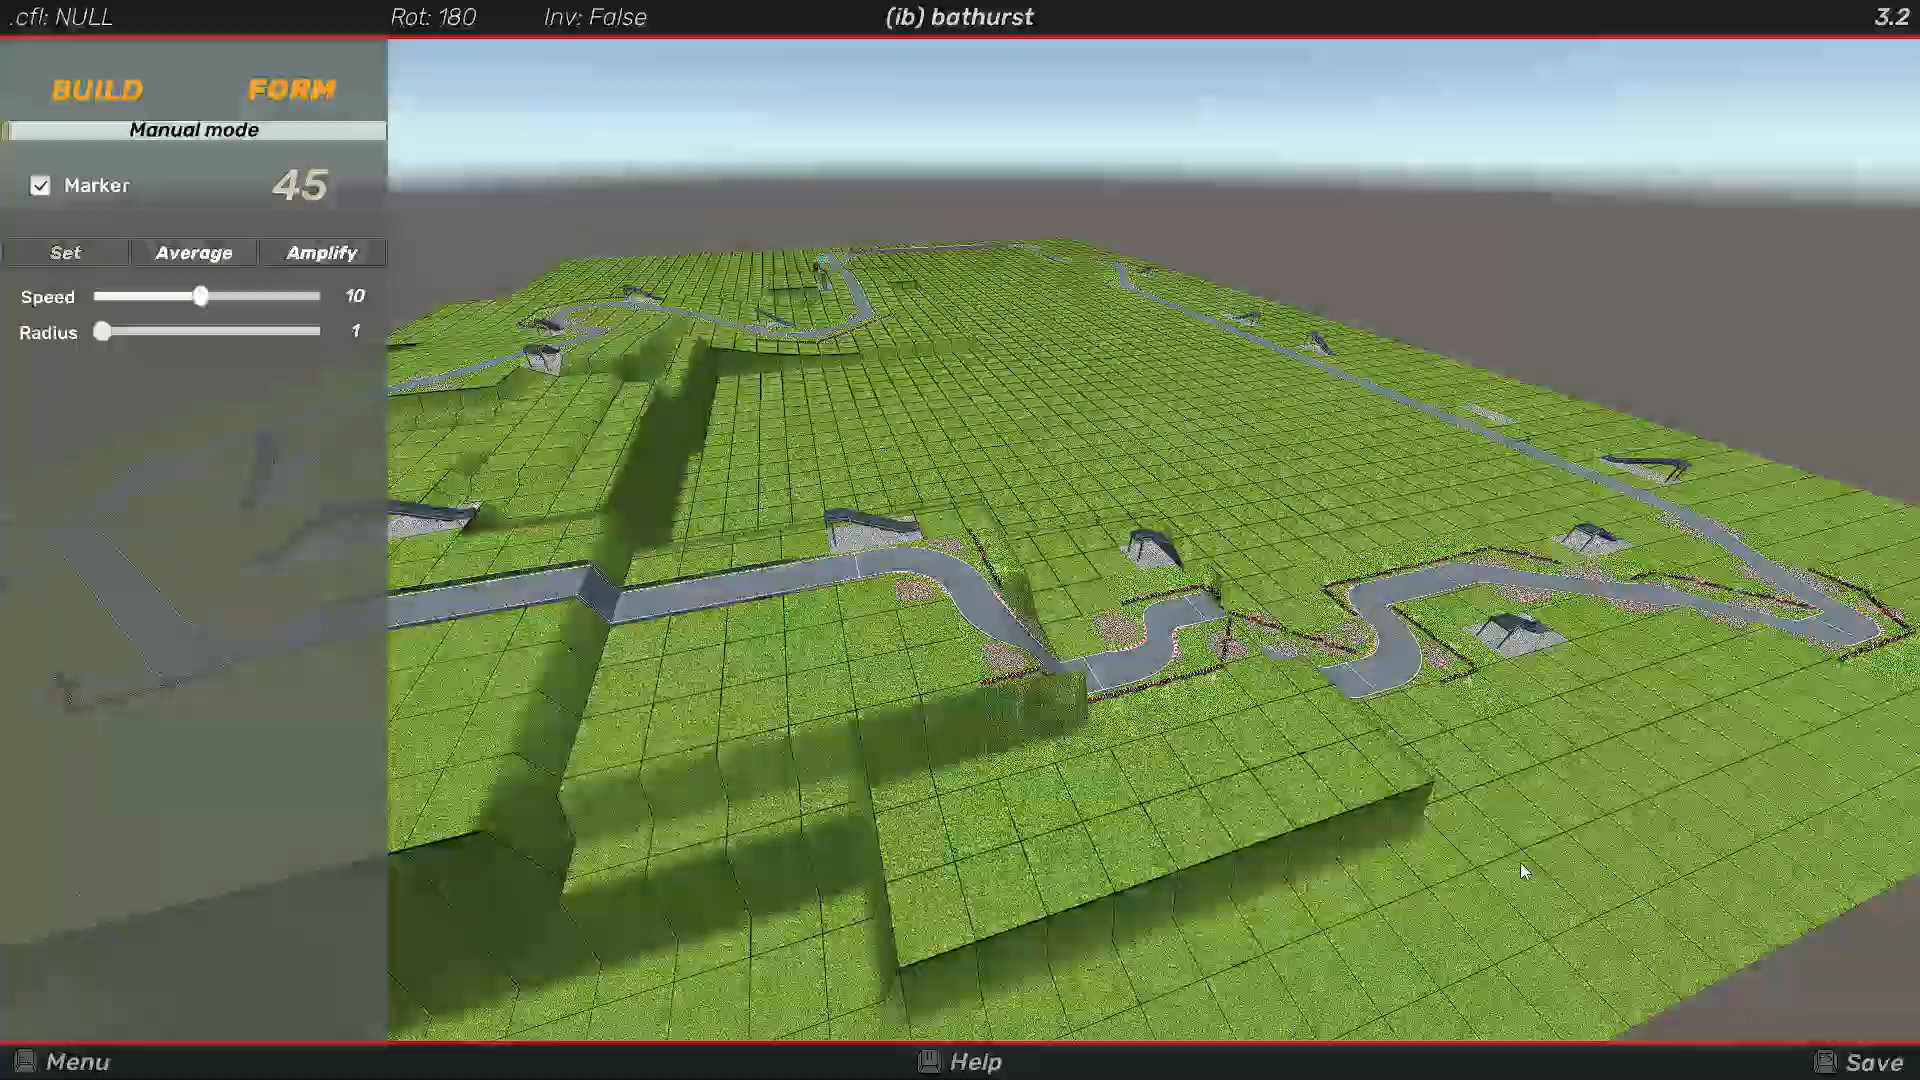 .cfl: NULL
Rot: 180
Inv: False
(ib) bathurst
3.2
BUILD
FORM
Manual mode
Marker
45
Set
Average
Amplify
Speed
10
Radius
1
Menu
Help
Save